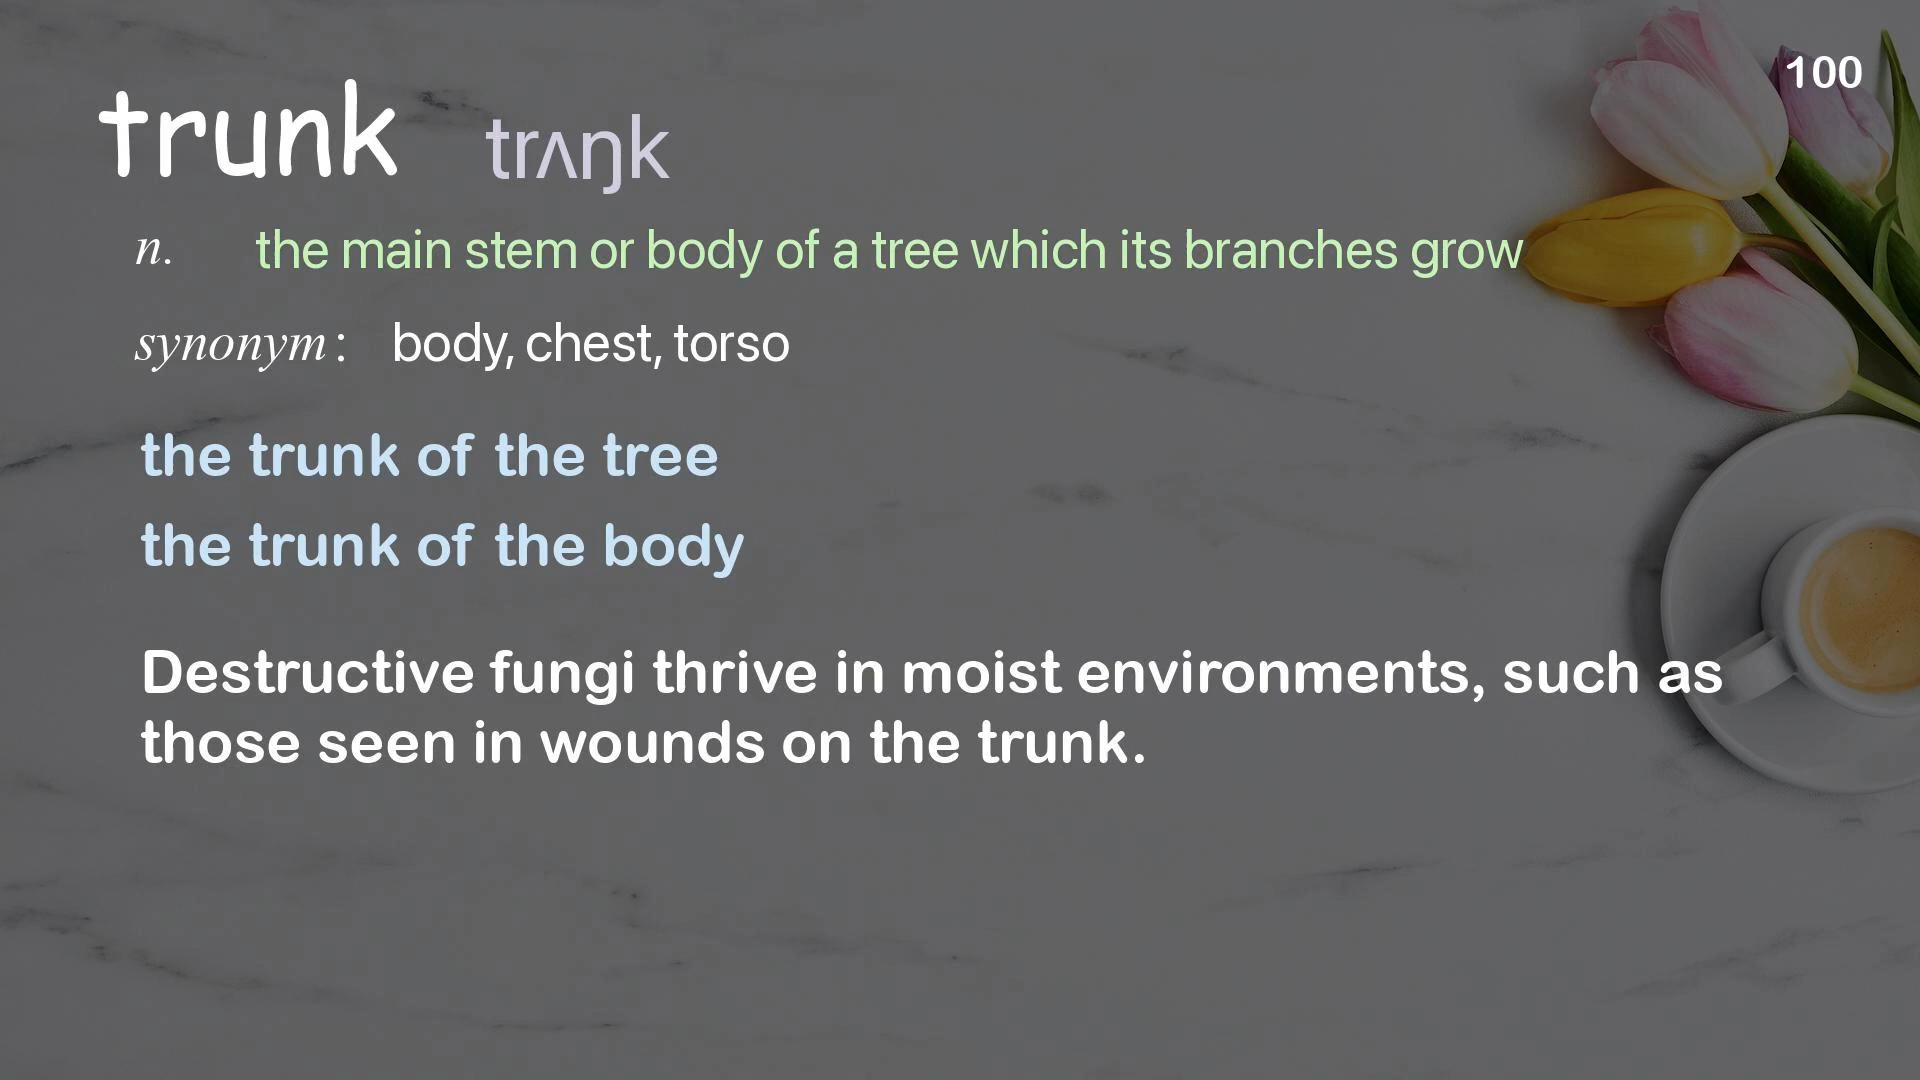 100
trunk trʌŋk
n. the main stem or body of a tree which its branches grow
synonym: body, chest, torso
the trunk of the tree
the trunk of the body
Destructive fungi thrive in moist environments, such as
those seen in wounds on the trunk.